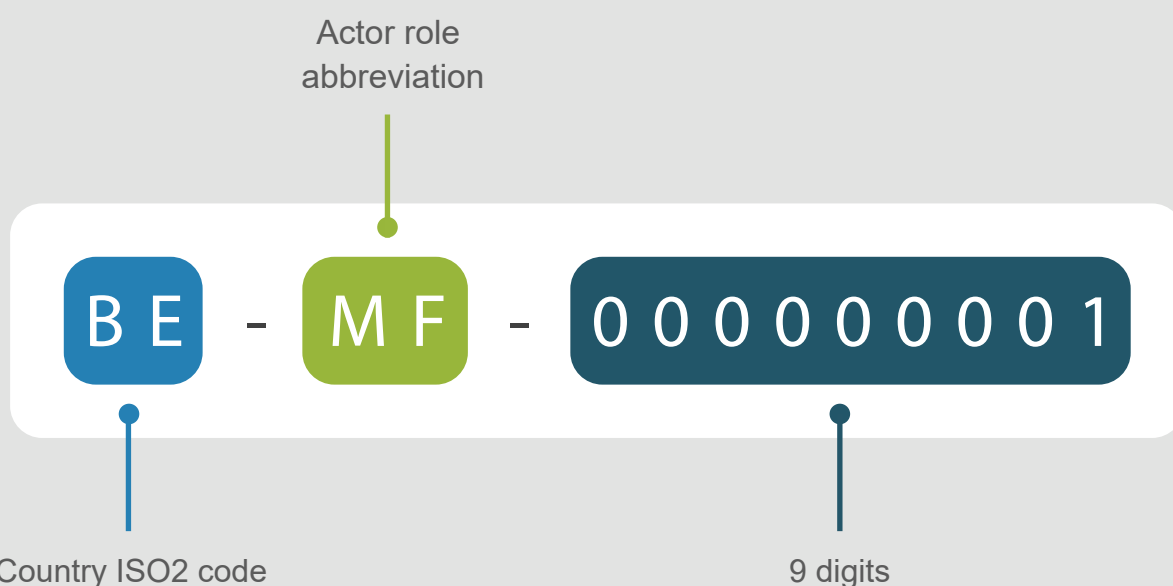 Actor role
abbreviation
B E - M F - 0 0 0 0 0 0 0 0 1
Country ISO2 code
9 digits